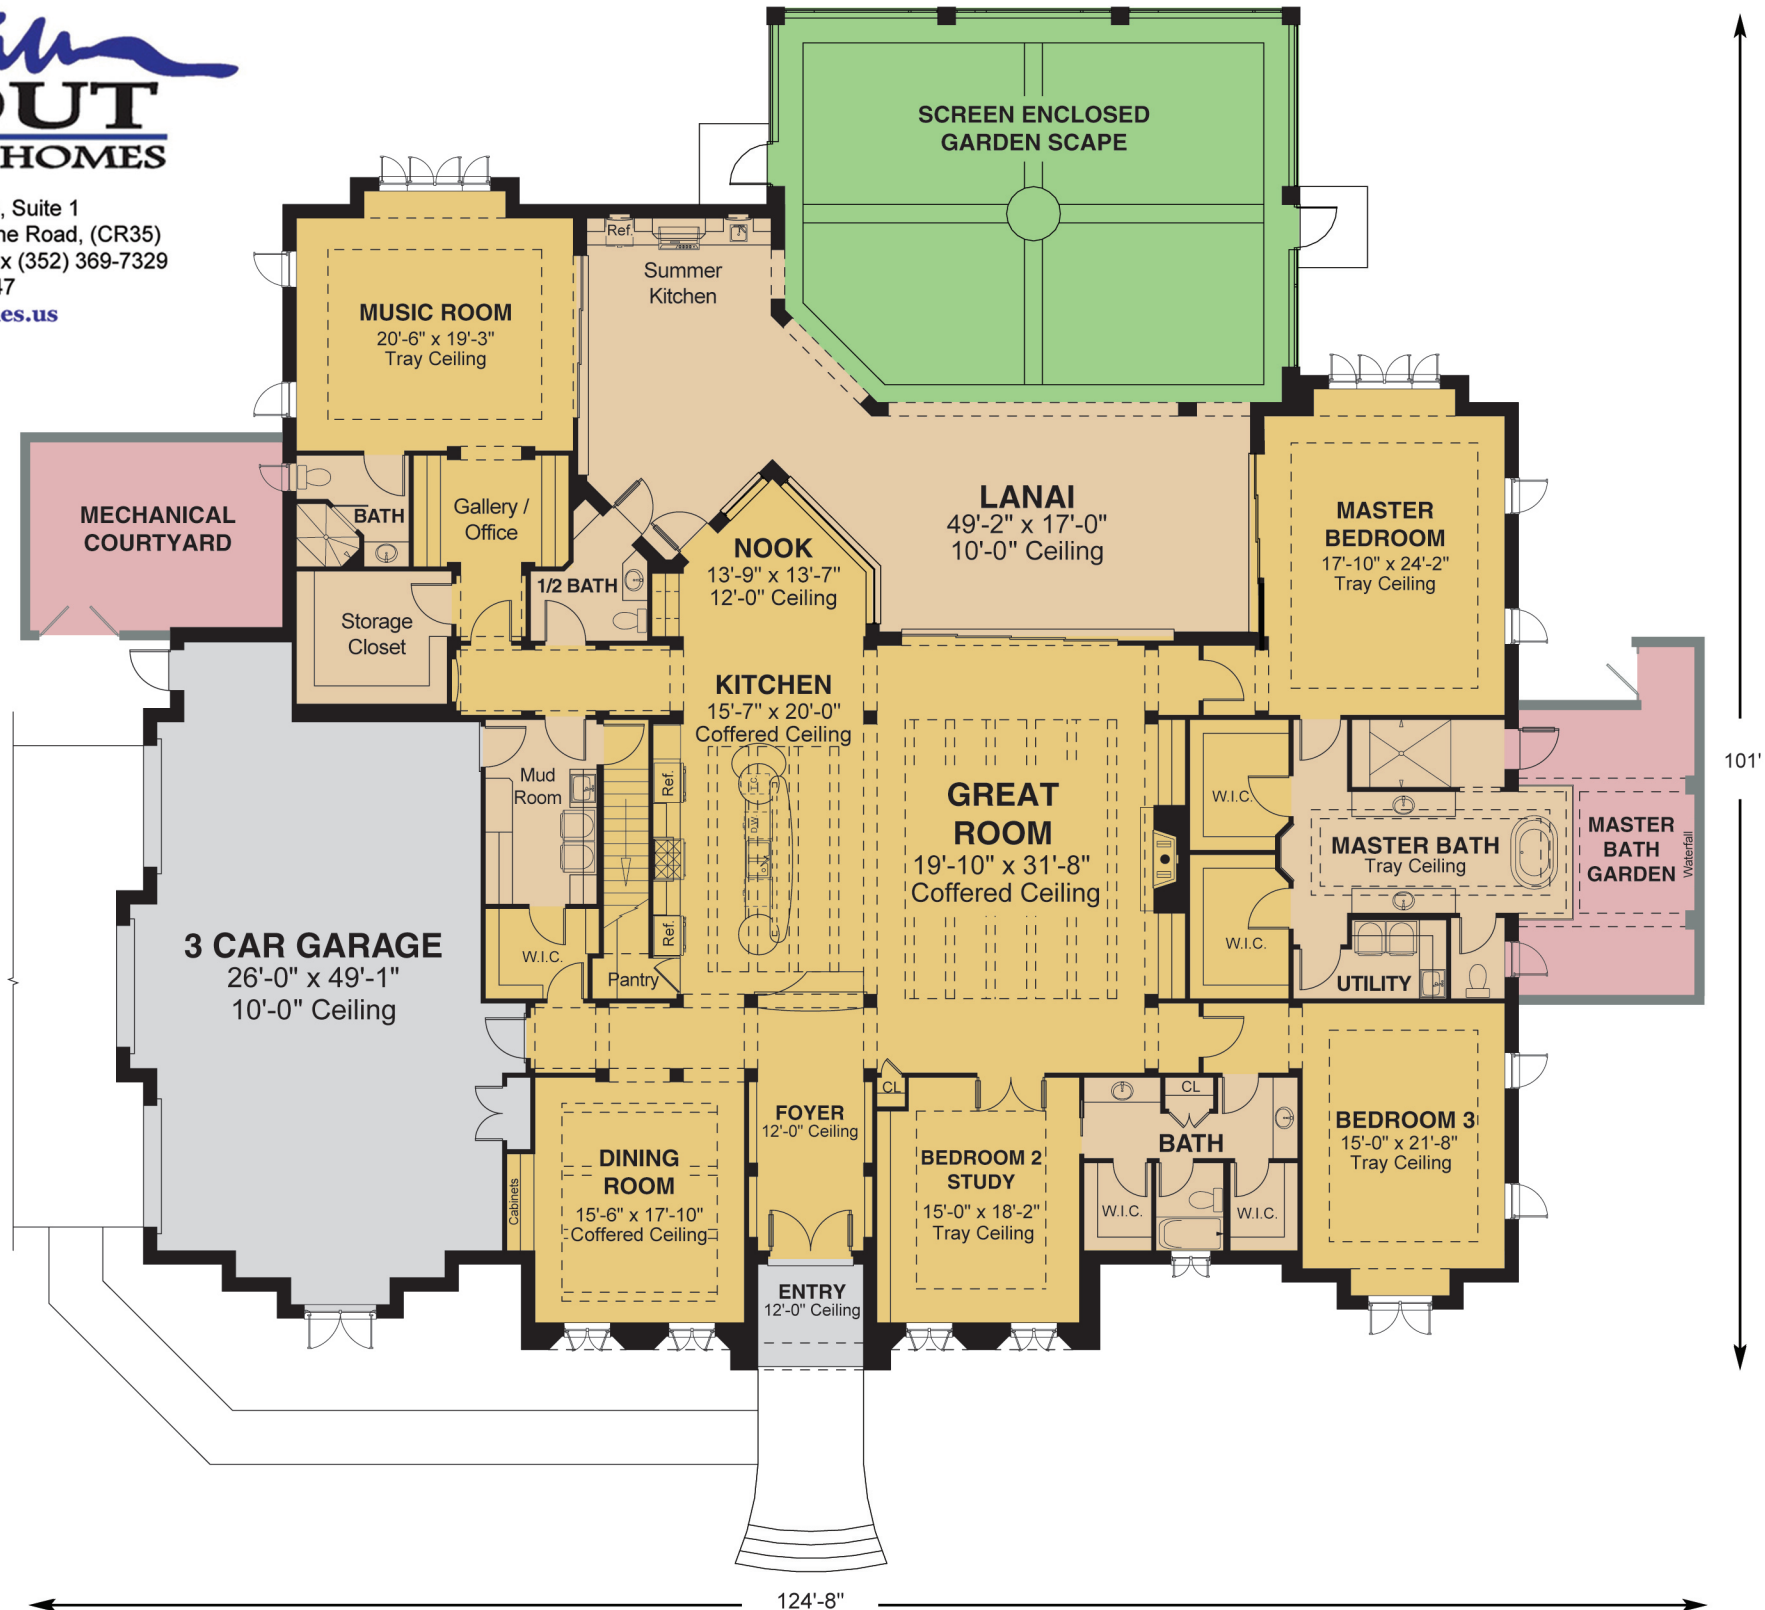 OUT
HOMES
, Suite 1
ne Road, (CR35)
x (352) 369-7329
47
es.us
SCREEN ENCLOSED
GARDEN SCAPE
Ref.
Summer
Kitchen
MUSIC ROOM
20'-6" x 19'-3"
Tray Ceiling
MECHANICAL
COURTYARD
BATH
Gallery /
Office
LANAI
49'-2" x 17'-0"
10'-0" Ceiling
MASTER
BEDROOM
17'-10" x 24'-2"
Tray Ceiling
NOOK
13'-9" x 13'-7"
12'-0" Ceiling
1/2 BATH
Storage
Closet
KITCHEN
15'-7" x 20'-0"
Coffered Ceiling
101'
Mud
Room
Ref.
T.C.
DW
GREAT
ROOM
19'-10" x 31'-8"
Coffered Ceiling
W.I.C.
MASTER BATH
Tray Ceiling
MASTER
BATH
GARDEN
Waterfall
3 CAR GARAGE
26'-0" x 49'-1"
10'-0" Ceiling
W.I.C.
Ref.
Pantry
W.I.C.
UTILITY
CL
CL
FOYER
12'-0" Ceiling
DINING
ROOM
15'-6" x 17'-10"
Coffered Ceiling
Cabinets
BEDROOM 2
STUDY
15'-0" x 18'-2"
Tray Ceiling
BATH
W.I.C.
W.I.C.
BEDROOM 3
15'-0" x 21'-8"
Tray Ceiling
ENTRY
12'-0" Ceiling
124'-8"